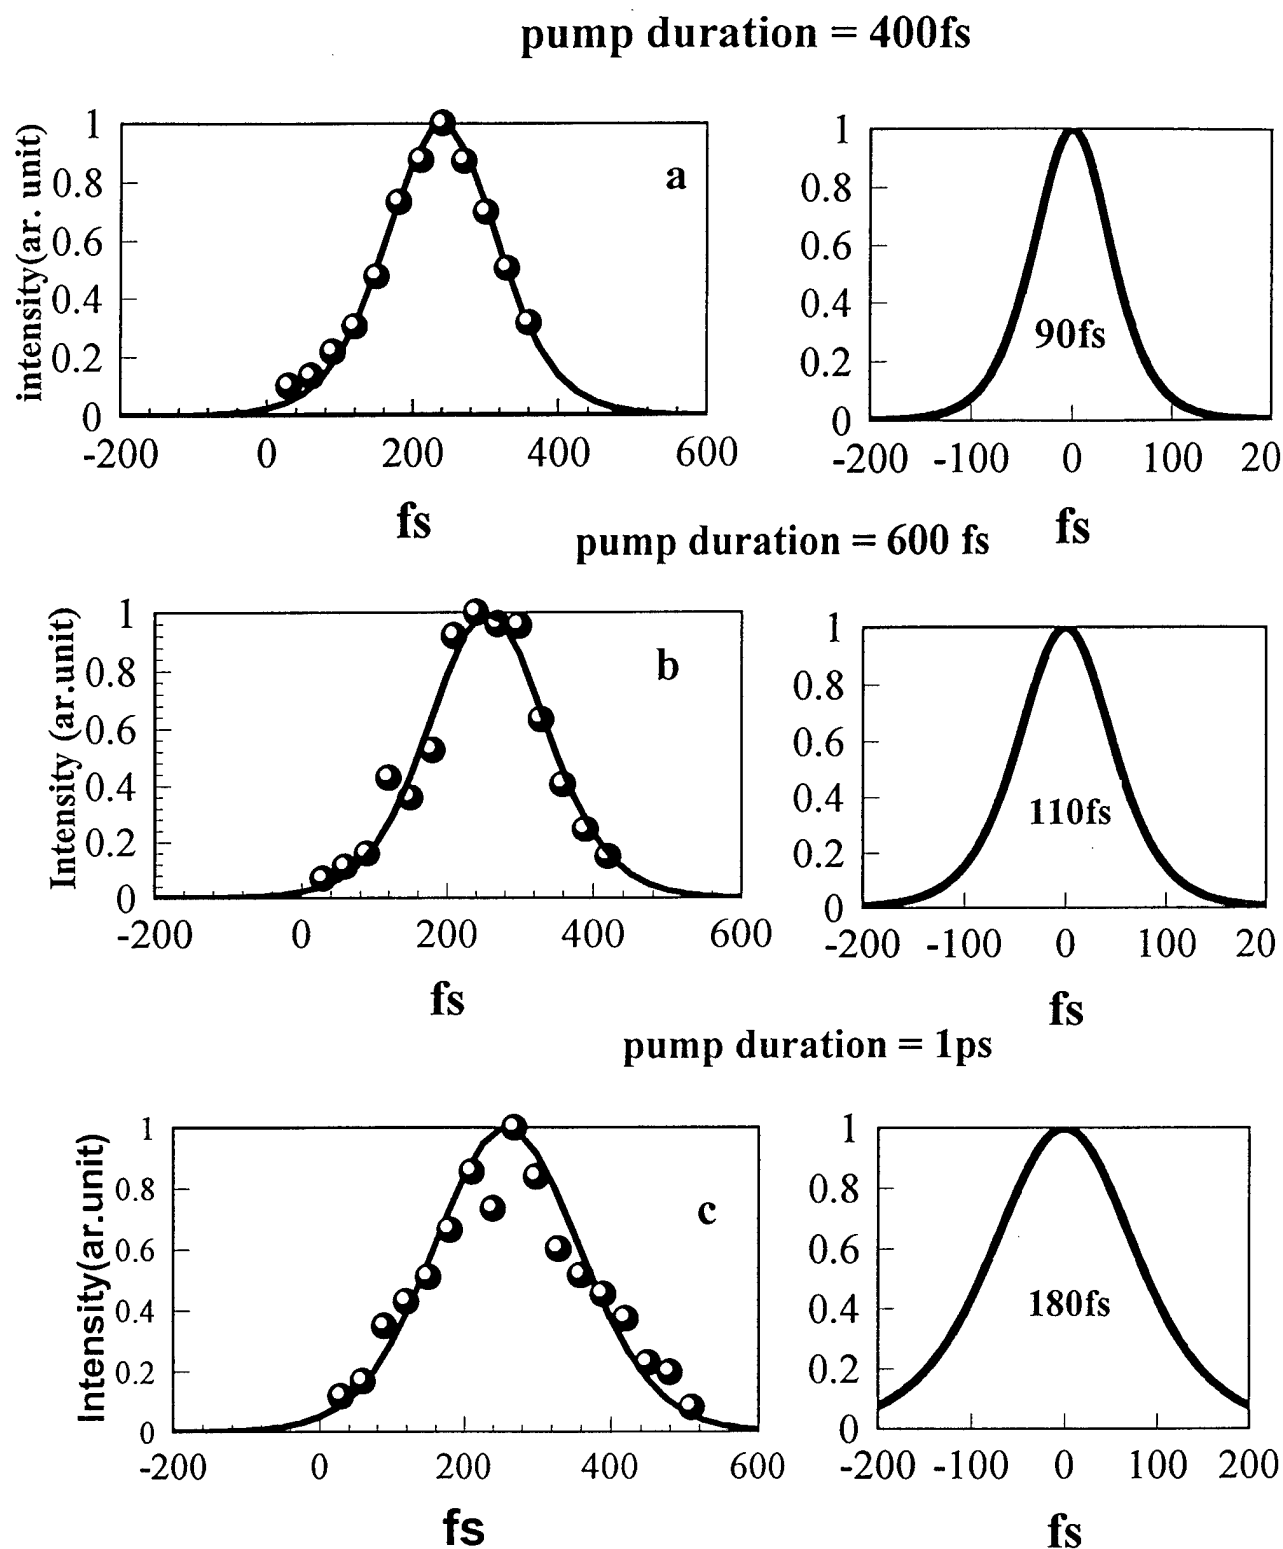 pump duration = 400fs
intensity(ar. unit)
1
0.8
0.6
0.4
0.2
0
a
-200 0 200 400 600
fs
1
0.8
0.6
0.4
0.2
0
90fs
-200 -100 0 100 20
fs
pump duration = 600 fs
Intensity (ar.unit)
1
0.8
0.6
0.4
0.2
0
b
-200 0 200 400 600
fs
1
0.8
0.6
0.4
0.2
0
110fs
-200 -100 0 100 20
fs
pump duration = 1ps
Intensity(ar.unit)
1
0.8
0.6
0.4
0.2
0
c
-200 0 200 400 600
fs
1
0.8
0.6
0.4
0.2
0
180fs
-200 -100 0 100 200
fs